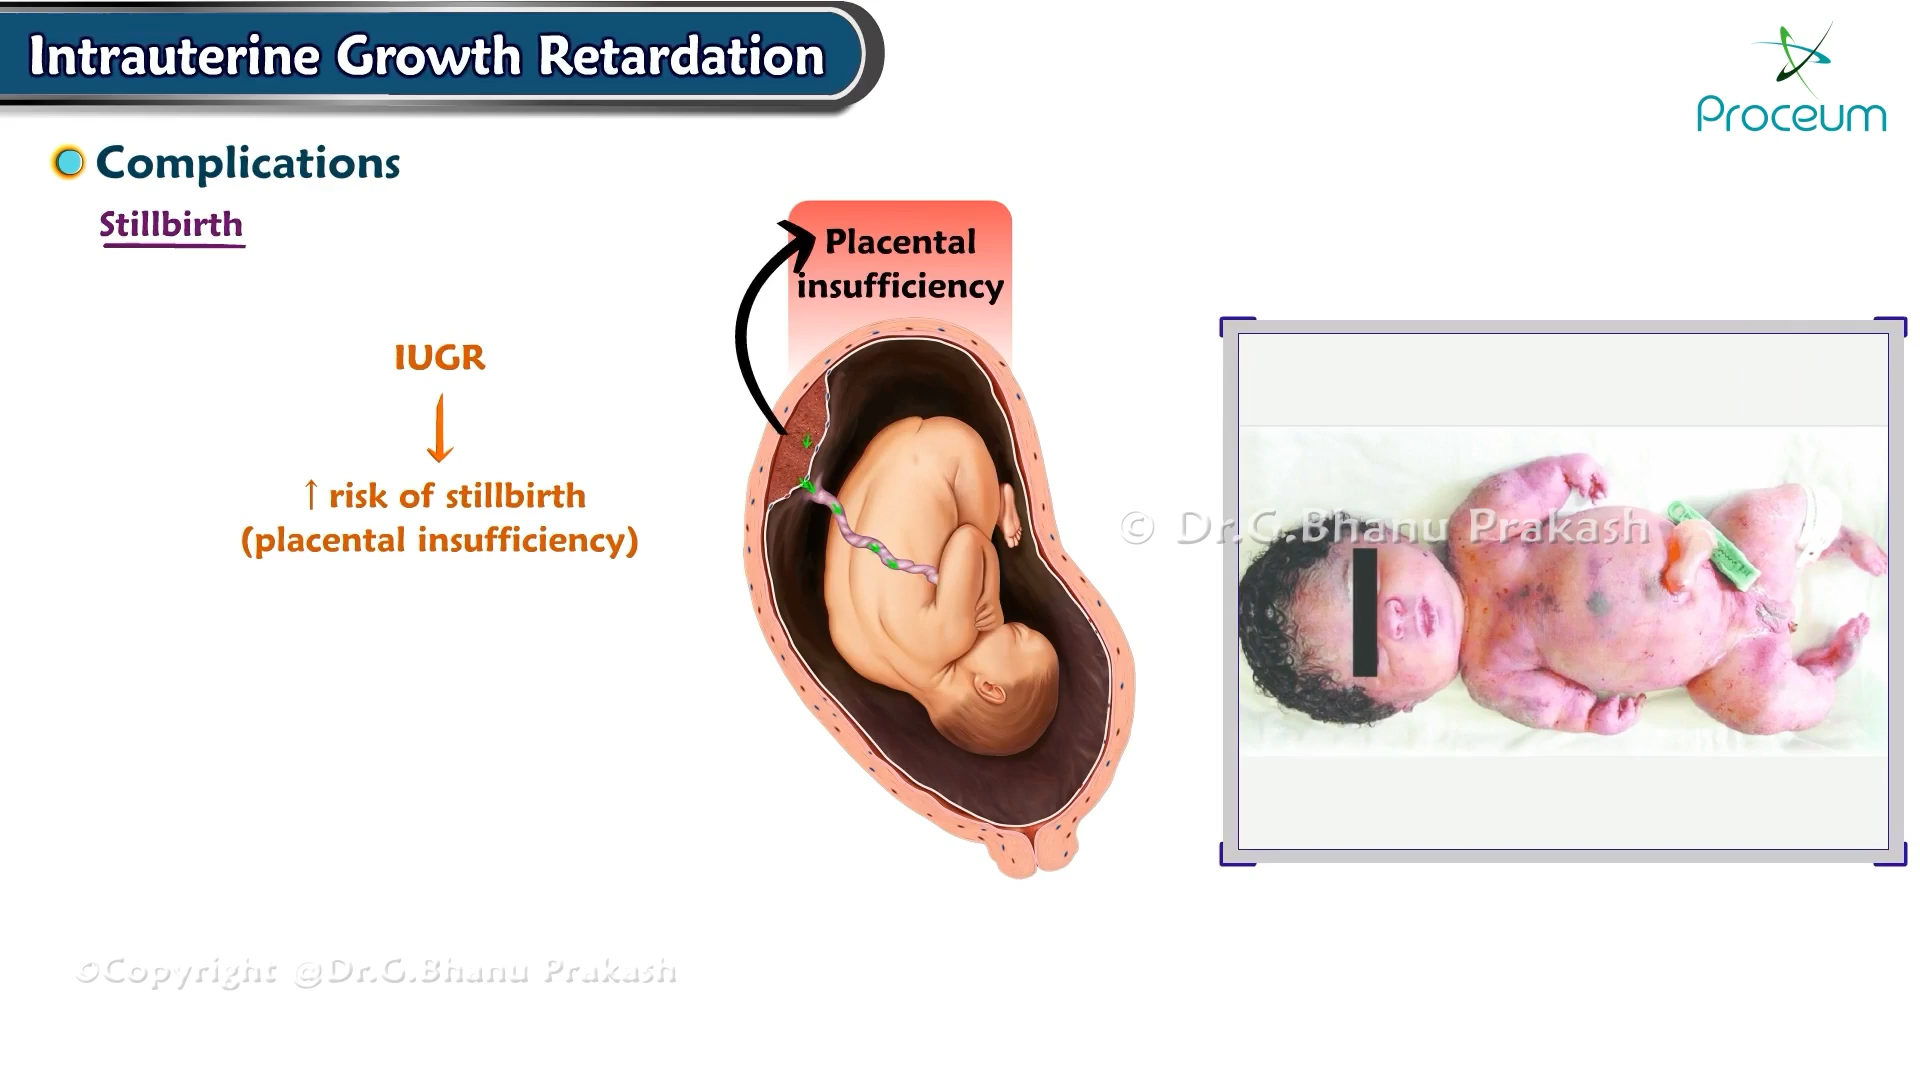 Intrauterine Growth Retardation
Proceum
Complications
Stillbirth
Placental
insufficiency
IUGR
↑ risk of stillbirth
(placental insufficiency)
© Dr.G.Bhanu Prakash
©Copyright @Dr.G.Bhanu Prakash